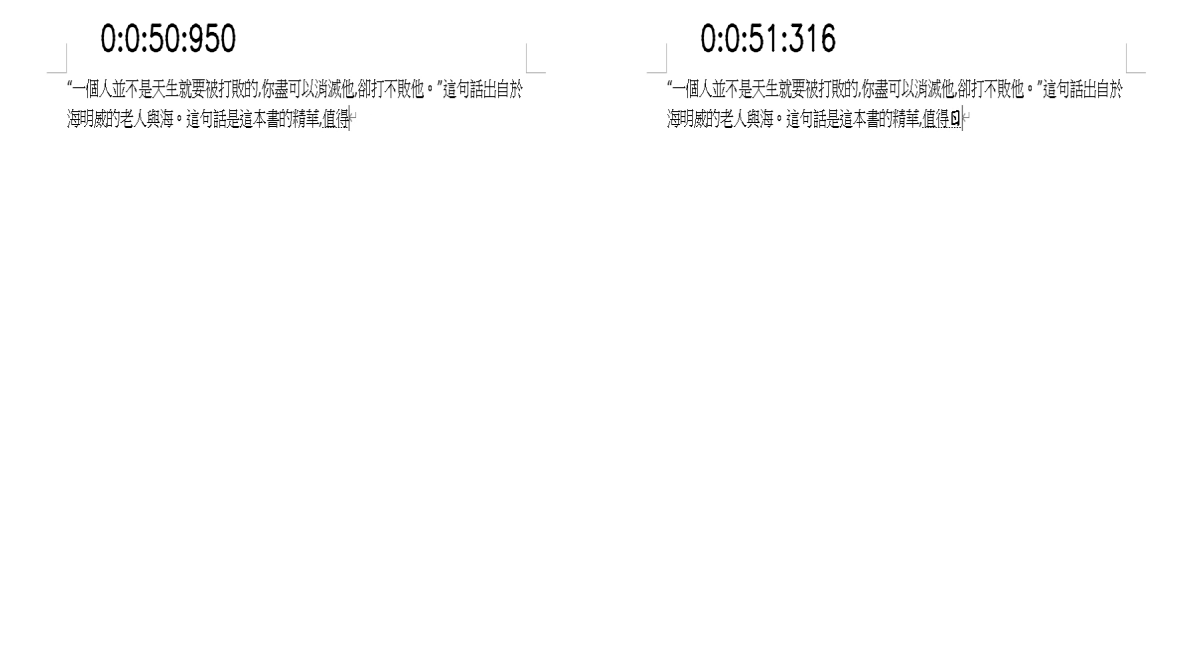 0:0:50:950
“一個人並不是天生就要被打敗的,你盡可以消滅他,卻打不敗他。”這句話出自於
海明威的老人與海。這句話是這本書的精華,值得
0:0:51:316
“一個人並不是天生就要被打敗的,你盡可以消滅他,卻打不敗他。”這句話出自於
海明威的老人與海。這句話是這本書的精華,值得